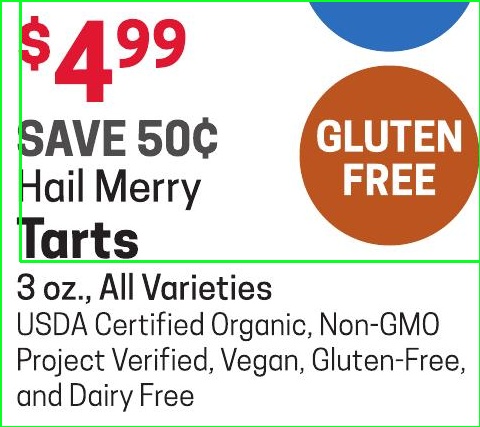 $4.99
SAVE 50¢
Hail Merry
Tarts
3 oz., All Varieties
USDA Certified Organic, Non-GMO
Project Verified, Vegan, Gluten-Free,
and Dairy Free
GLUTEN
FREE